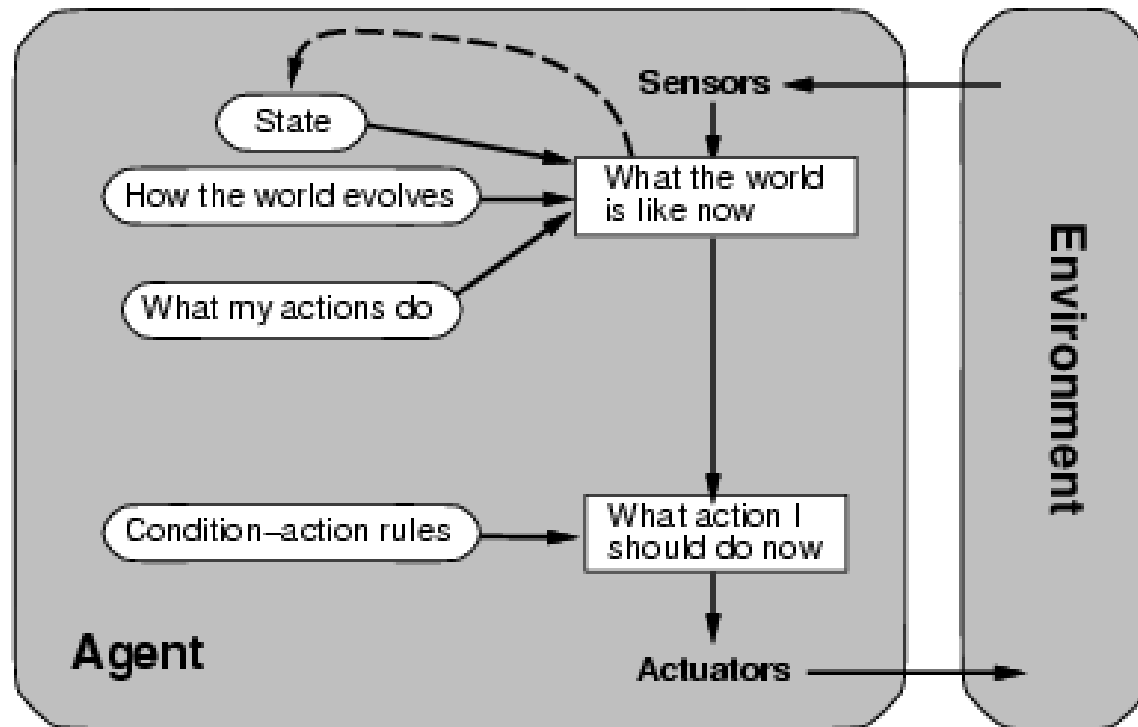 Sensors
State
What the world
is like now
How the world evolves
What my actions do
Environment
Condition–action rules
What action I
should do now
Agent
Actuators